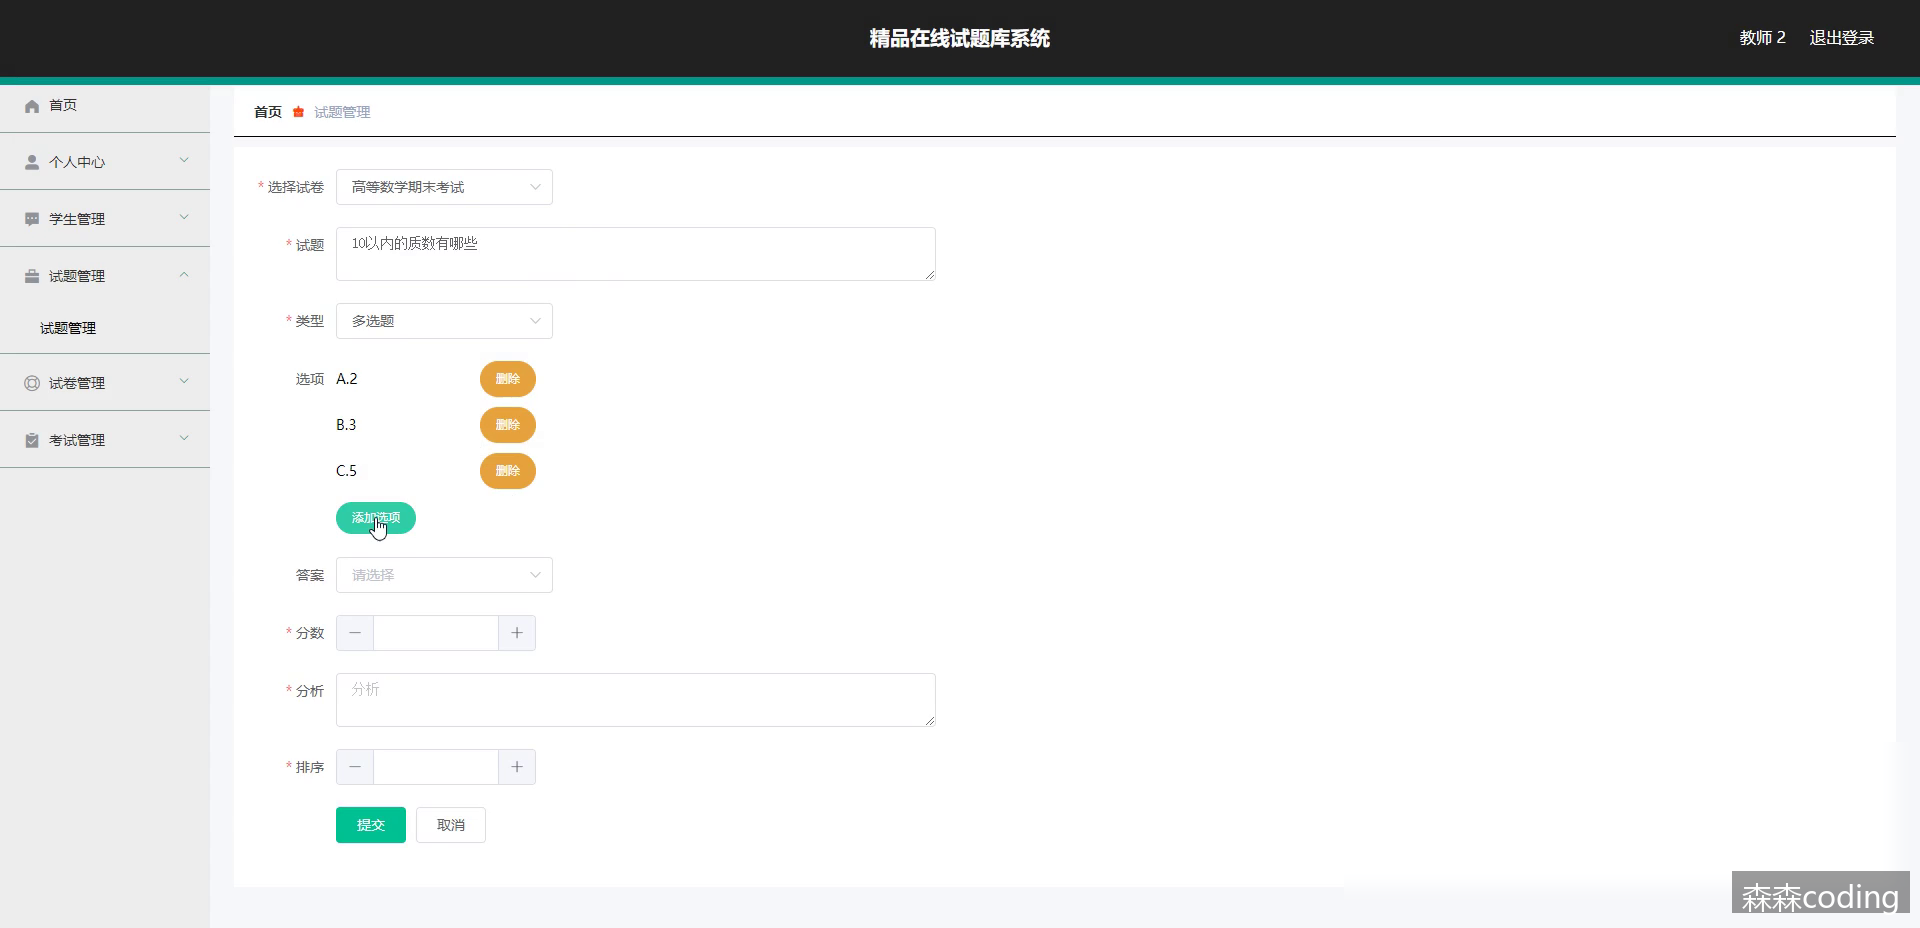 精品在线试题库系统
教师 2 退出登录
首页
个人中心
学生管理
试题管理
试题管理
试卷管理
考试管理
首页 试题管理
* 选择试卷 高等数学期末考试
* 试题 10以内的质数有哪些
* 类型 多选题
选项 A.2 删除
B.3 删除
C.5 删除
添加选项
答案 请选择
* 分数
* 分析 分析
* 排序
提交 取消
森森coding